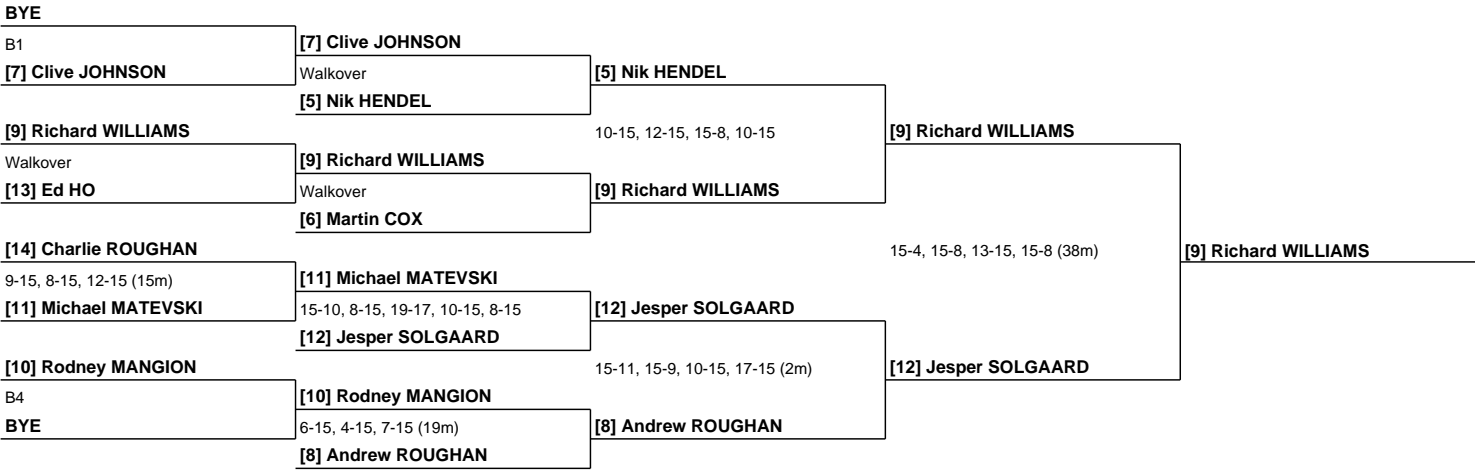 BYE
B1
[7] Clive JOHNSON
[9] Richard WILLIAMS
Walkover
[13] Ed HO
[14] Charlie ROUGHAN
9-15, 8-15, 12-15 (15m)
[11] Michael MATEVSKI
[10] Rodney MANGION
B4
BYE
[7] Clive JOHNSON
Walkover
[5] Nik HENDEL
[9] Richard WILLIAMS
Walkover
[6] Martin COX
[11] Michael MATEVSKI
15-10, 8-15, 19-17, 10-15, 8-15
[12] Jesper SOLGAARD
[10] Rodney MANGION
6-15, 4-15, 7-15 (19m)
[8] Andrew ROUGHAN
[5] Nik HENDEL
10-15, 12-15, 15-8, 10-15
[9] Richard WILLIAMS
[12] Jesper SOLGAARD
15-11, 15-9, 10-15, 17-15 (2m)
[8] Andrew ROUGHAN
[9] Richard WILLIAMS
15-4, 15-8, 13-15, 15-8 (38m)
[12] Jesper SOLGAARD
[9] Richard WILLIAMS